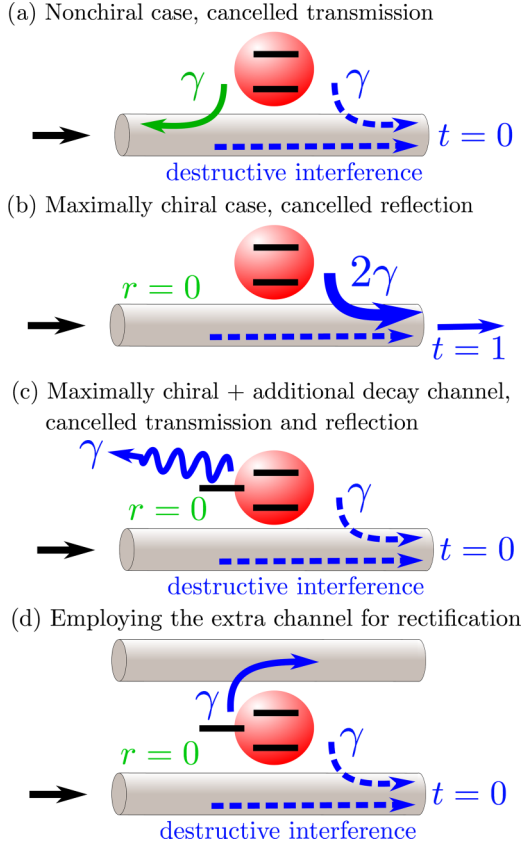 (a) Nonchiral case, cancelled transmission
γ γ
t = 0
destructive interference
(b) Maximally chiral case, cancelled reflection
r = 0 2γ
t = 1
(c) Maximally chiral + additional decay channel,
cancelled transmission and reflection
γ
r = 0 γ
t = 0
destructive interference
(d) Employing the extra channel for rectification
γ
r = 0 γ
t = 0
destructive interference